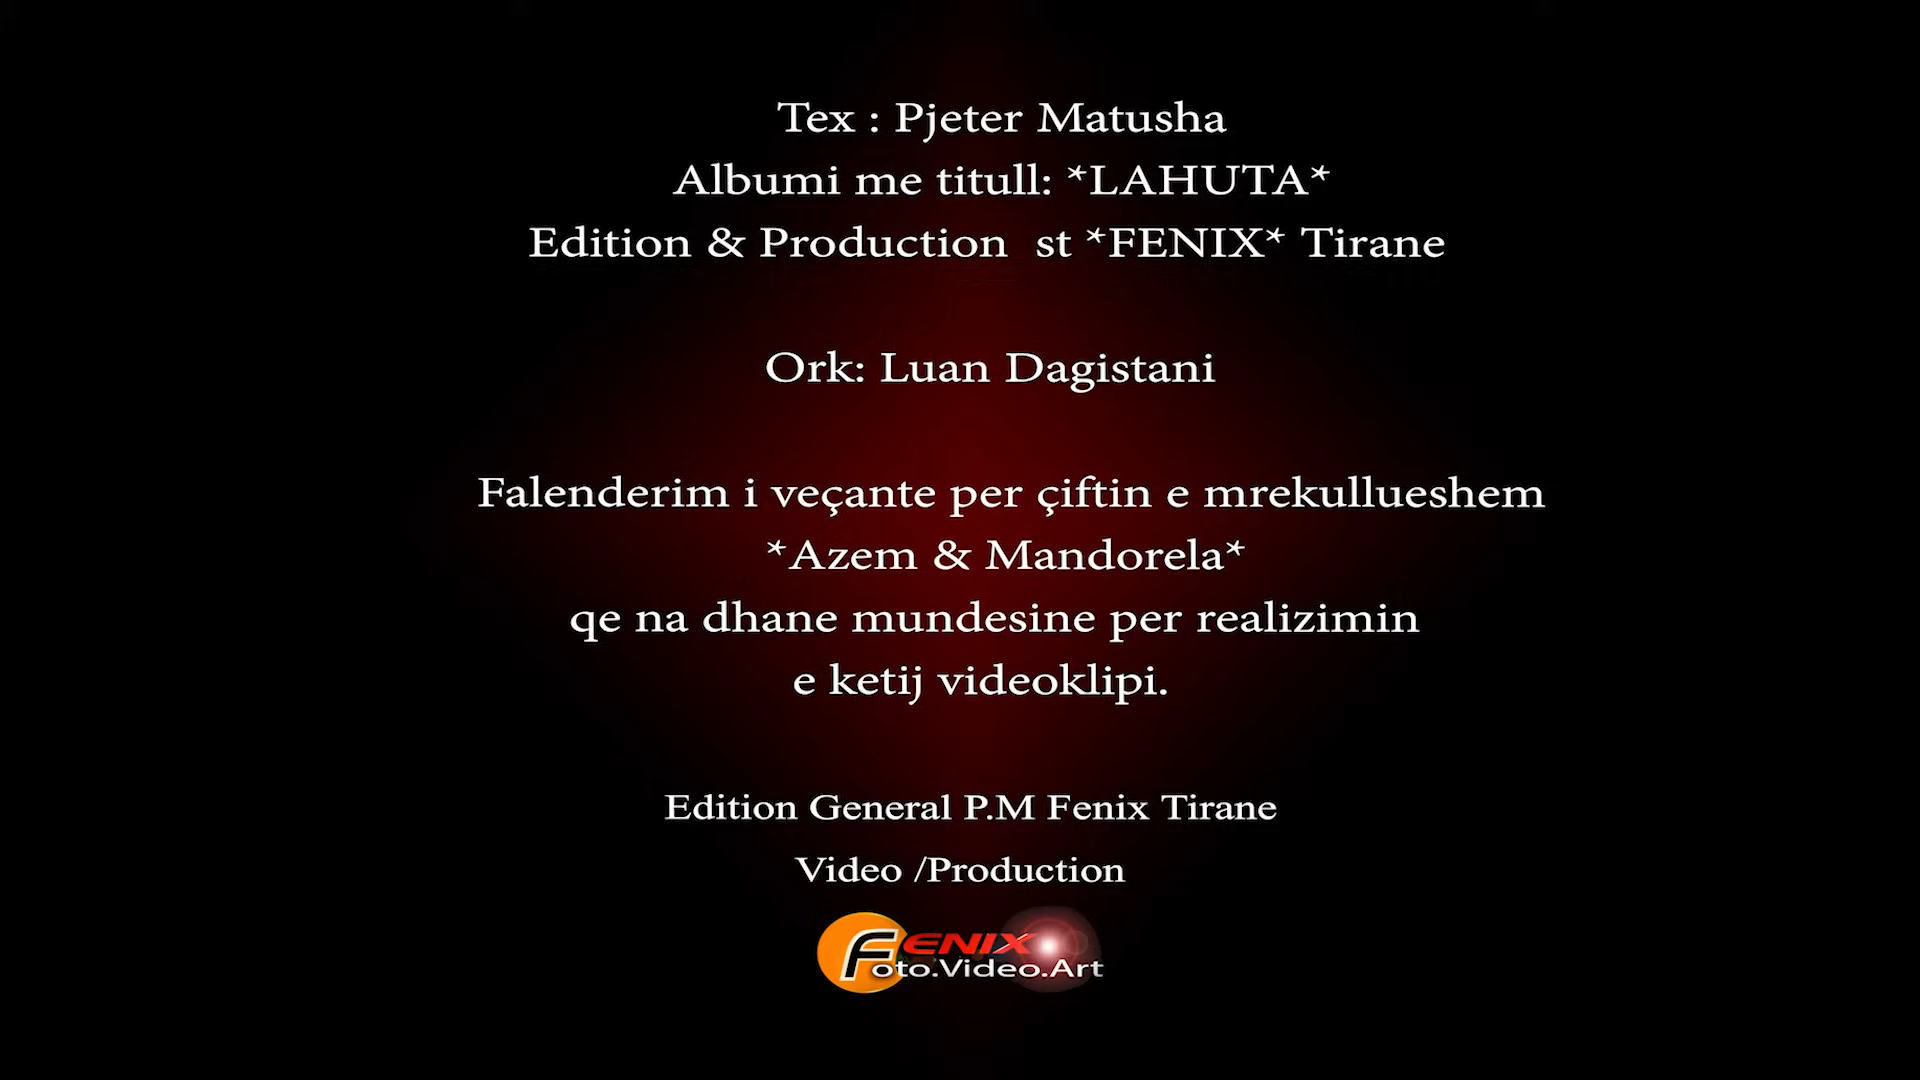 Tex : Pjeter Matusha
Albumi me titull: *LAHUTA*
Edition & Production st *FENIX* Tirane
Ork: Luan Dagistani
Falenderim i veçante per çiftin e mrekullueshem
*Azem & Mandorela*
qe na dhane mundesine per realizimin
e ketij videoklipi.
Edition General P.M Fenix Tirane
Video /Production
FENIX
Foto.Video.Art